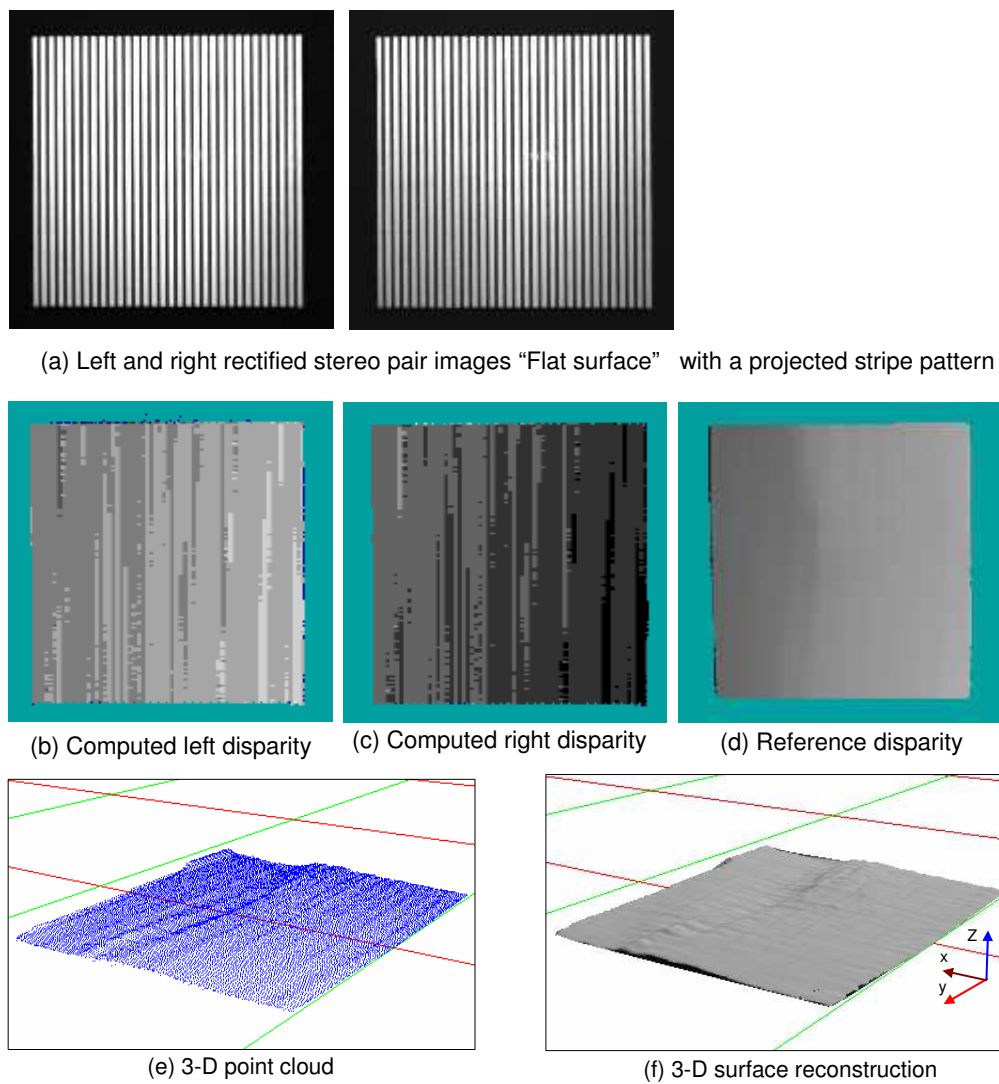 (a) Left and right rectified stereo pair images “Flat surface” with a projected stripe pattern
(b) Computed left disparity
(c) Computed right disparity
(d) Reference disparity
Z
x
y
(e) 3-D point cloud
(f) 3-D surface reconstruction